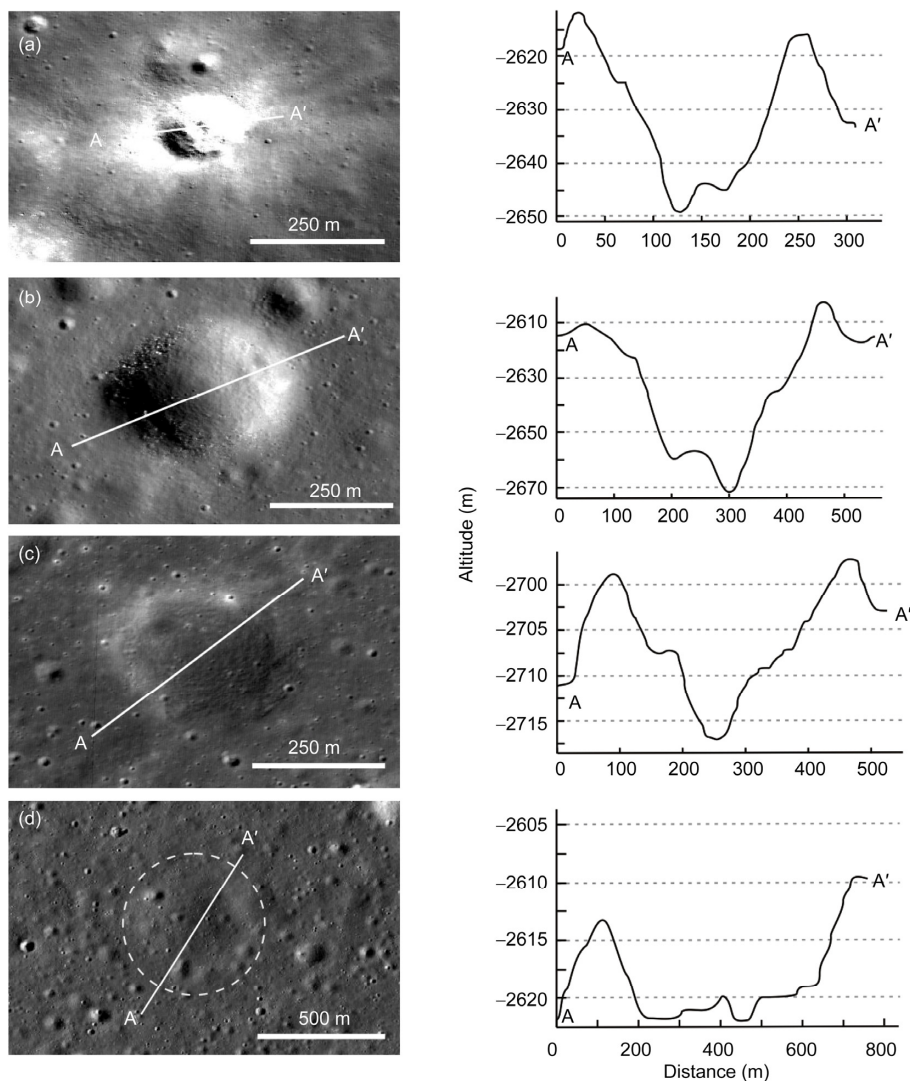 (a)
A
A′
250 m
−2620
−2630
−2640
−2650
A
A′
0 50 100 150 200 250 300
(b)
A
A′
250 m
−2610
−2630
−2650
−2670
A
A′
0 100 200 300 400 500
(c)
A
A′
250 m
−2700
−2705
−2710
−2715
A
A′
0 100 200 300 400 500
(d)
A
A′
500 m
−2605
−2610
−2615
−2620
A
A′
0 200 400 600 800
Altitude (m)
Distance (m)